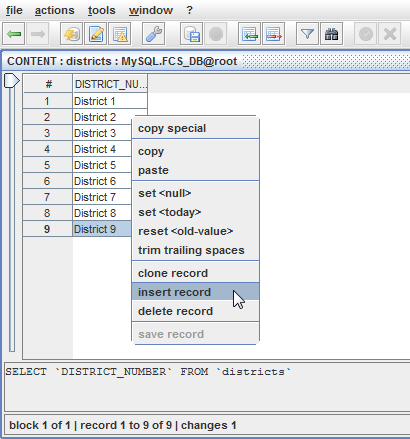 file actions tools window ?
CONTENT : districts : MySQL.FCS_DB@root
# DISTRICT_NU...
1 District 1
2 District 2
3 District 3
4 District 4
5 District 5
6 District 6
7 District 7
8 District 8
9 District 9
copy special
copy
paste
set <null>
set <today>
reset <old-value>
trim trailing spaces
clone record
insert record
delete record
save record
SELECT `DISTRICT_NUMBER` FROM `districts`
block 1 of 1 | record 1 to 9 of 9 | changes 1